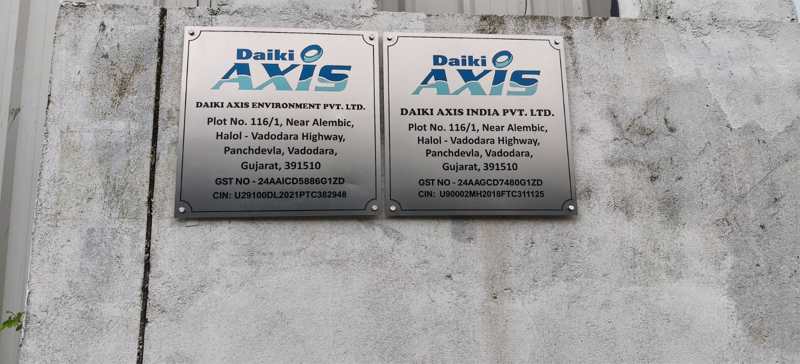 Daiki
AXIS
DAIKI AXIS ENVIRONMENT PVT. LTD.
Plot No. 116/1, Near Alembic,
Halol - Vadodara Highway,
Panchdevla, Vadodara,
Gujarat, 391510
GST NO - 24AAICD5886G1ZD
CIN: U29100DL2021PTC382948
Daiki
AXIS
DAIKI AXIS INDIA PVT. LTD.
Plot No. 116/1, Near Alembic,
Halol - Vadodara Highway,
Panchdevla, Vadodara,
Gujarat, 391510
GST NO - 24AAGCD7480G1ZD
CIN: U90002MH2018FTC311125